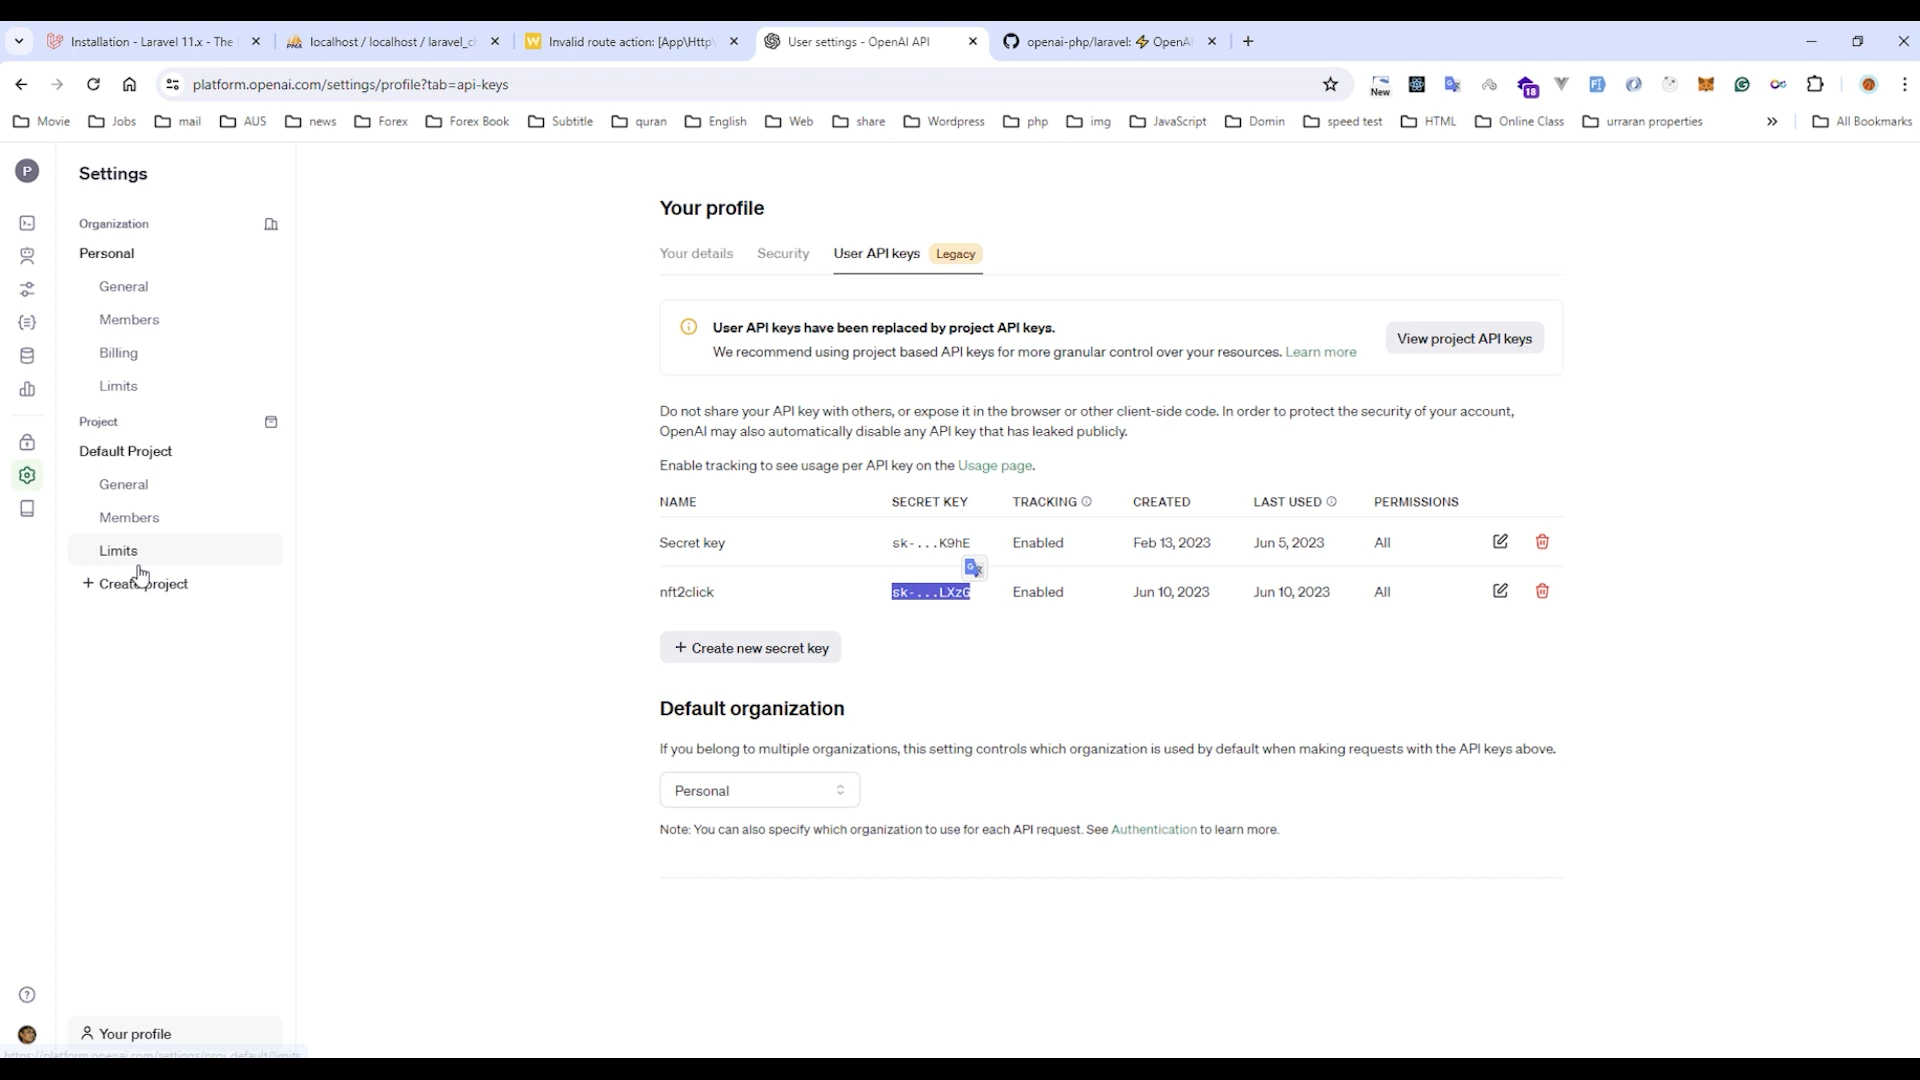 Installation - Laravel 11.x - The
localhost / localhost / laravel_ch
Invalid route action: [App\Http\
User settings - OpenAI API
openai-php/laravel: ⚡ OpenAI
platform.openai.com/settings/profile?tab=api-keys
New
18
Movie
Jobs
mail
AUS
news
Forex
Forex Book
Subtitle
quran
English
Web
share
Wordpress
php
img
JavaScript
Domin
speed test
HTML
Online Class
urraran properties
All Bookmarks
P
Settings
Organization
Personal
General
Members
Billing
Limits
Project
Default Project
General
Members
Limits
+ Create project
Your profile
https://platform.openai.com/settings/proj_default/limits
Your profile
Your details
Security
User API keys
Legacy
User API keys have been replaced by project API keys.
We recommend using project based API keys for more granular control over your resources. Learn more
View project API keys
Do not share your API key with others, or expose it in the browser or other client-side code. In order to protect the security of your account,
OpenAI may also automatically disable any API key that has leaked publicly.
Enable tracking to see usage per API key on the Usage page.
NAME SECRET KEY TRACKING CREATED LAST USED PERMISSIONS
Secret key sk-...K9hE Enabled Feb 13, 2023 Jun 5, 2023 All
nft2click sk-...LXzG Enabled Jun 10, 2023 Jun 10, 2023 All
+ Create new secret key
Default organization
If you belong to multiple organizations, this setting controls which organization is used by default when making requests with the API keys above.
Personal
Note: You can also specify which organization to use for each API request. See Authentication to learn more.